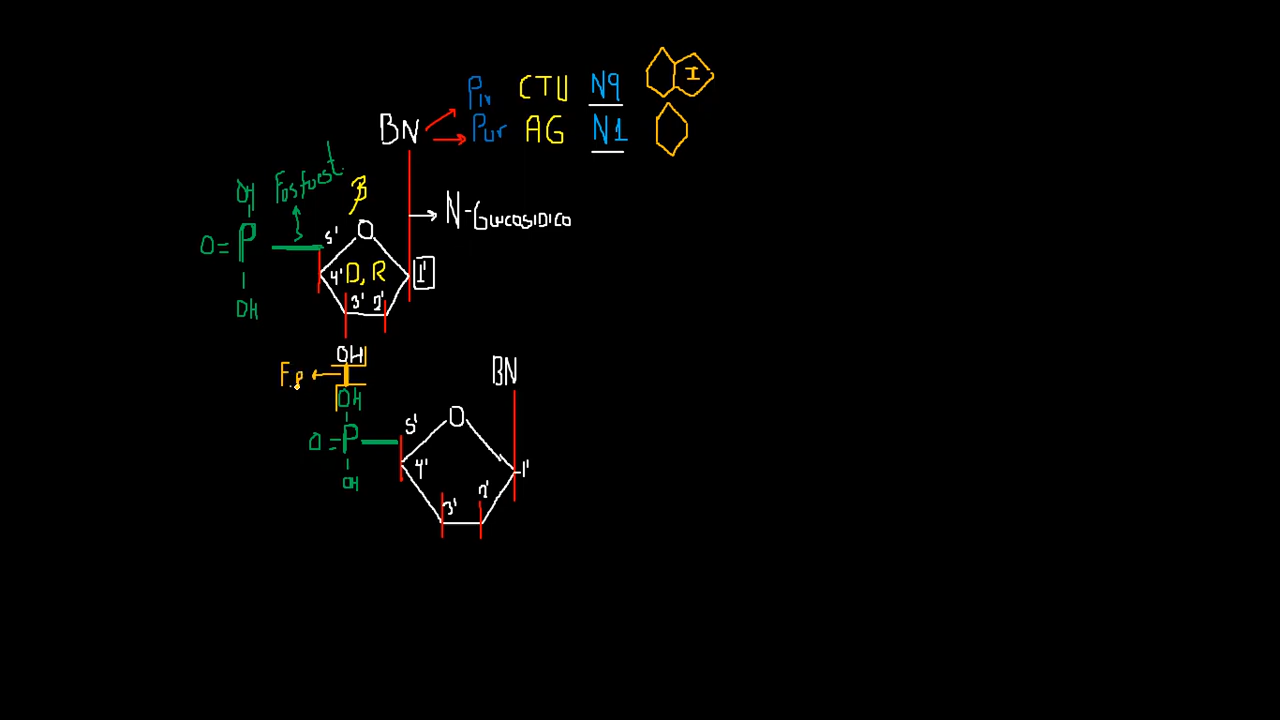 Pir CTU N9 I
BN Pur AG N1
Fosfoest.
OH
β
N-Glucosidico
O=P
5' O
4' D, R 1'
OH
3' 2'
OH
F.P
BN
OH
5' O
O=P
4' 1'
OH
3' 2'